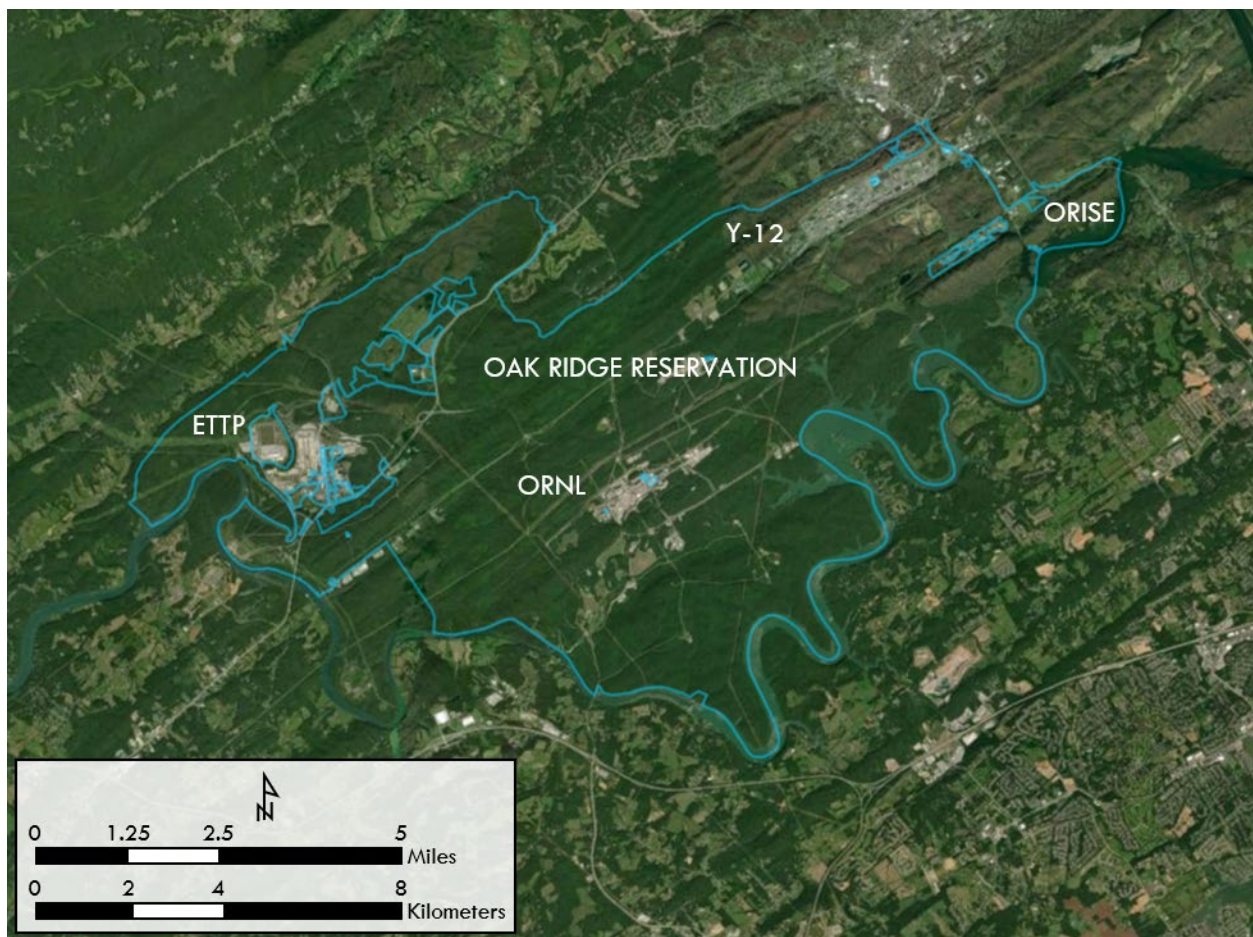 ORISE
Y-12
OAK RIDGE RESERVATION
ETTP
ORNL
N
0 1.25 2.5 5
Miles
0 2 4 8
Kilometers